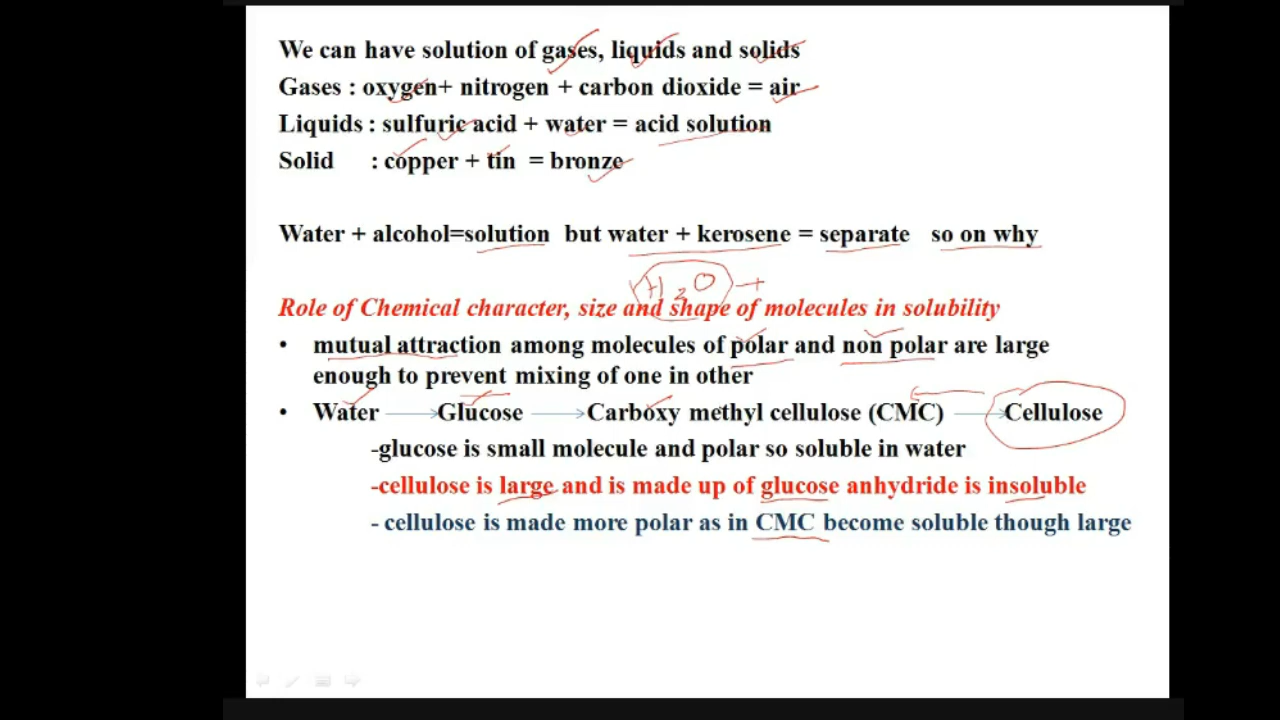 We can have solution of gases, liquids and solids
Gases : oxygen+ nitrogen + carbon dioxide = air
Liquids : sulfuric acid + water = acid solution
Solid : copper + tin = bronze
Water + alcohol=solution but water + kerosene = separate so on why
H2O +
Role of Chemical character, size and shape of molecules in solubility
• mutual attraction among molecules of polar and non polar are large
enough to prevent mixing of one in other
• Water → Glucose → Carboxy methyl cellulose (CMC) → Cellulose
-glucose is small molecule and polar so soluble in water
-cellulose is large and is made up of glucose anhydride is insoluble
- cellulose is made more polar as in CMC become soluble though large